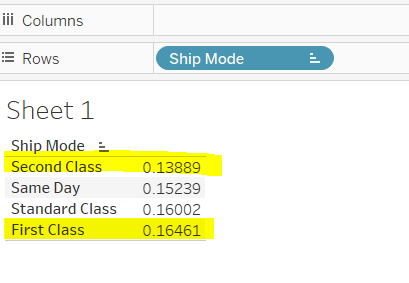 Columns
Rows Ship Mode
Sheet 1
Ship Mode
Second Class 0.13889
Same Day 0.15239
Standard Class 0.16002
First Class 0.16461